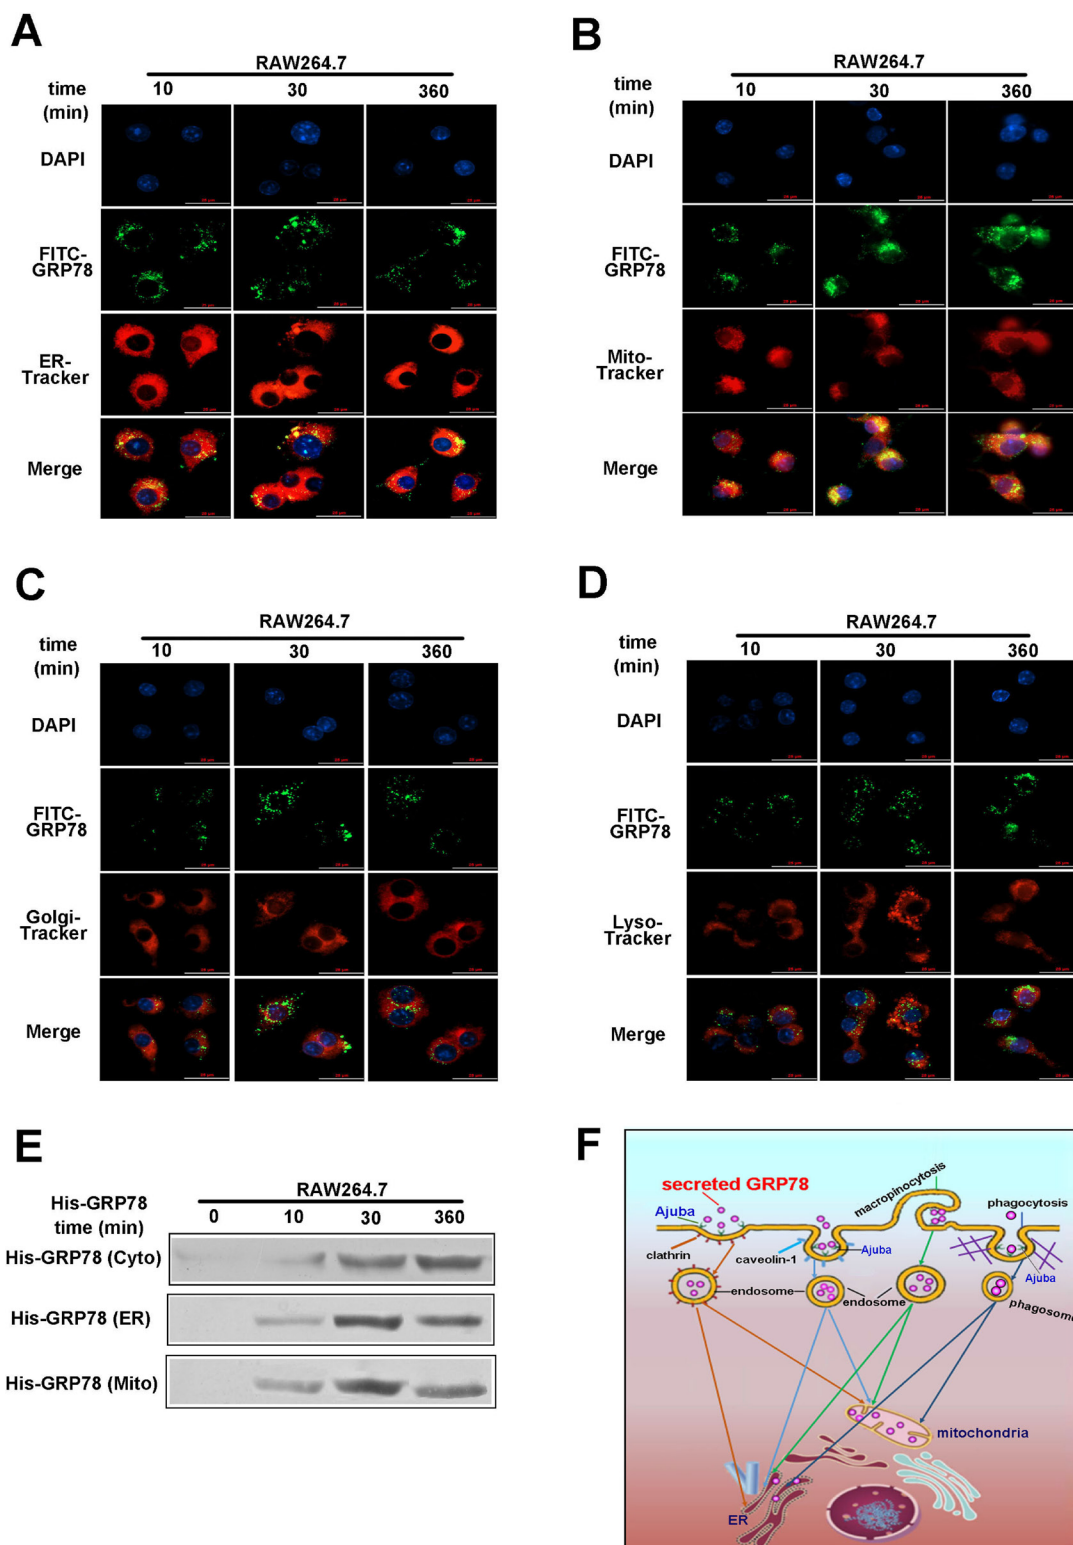 A
RAW264.7
time
(min)
10
30
360
DAPI
FITC-
GRP78
ER-
Tracker
Merge
B
RAW264.7
time
(min)
10
30
360
DAPI
FITC-
GRP78
Mito-
Tracker
Merge
C
RAW264.7
time
(min)
10
30
360
DAPI
FITC-
GRP78
Golgi-
Tracker
Merge
D
RAW264.7
time
(min)
10
30
360
DAPI
FITC-
GRP78
Lyso-
Tracker
Merge
E
His-GRP78
time (min)
RAW264.7
0
10
30
360
His-GRP78 (Cyto)
His-GRP78 (ER)
His-GRP78 (Mito)
F
secreted GRP78
macropinocytosis
phagocytosis
Ajuba
clathrin
caveolin-1
Ajuba
Ajuba
endosome
endosome
phagosome
mitochondria
ER